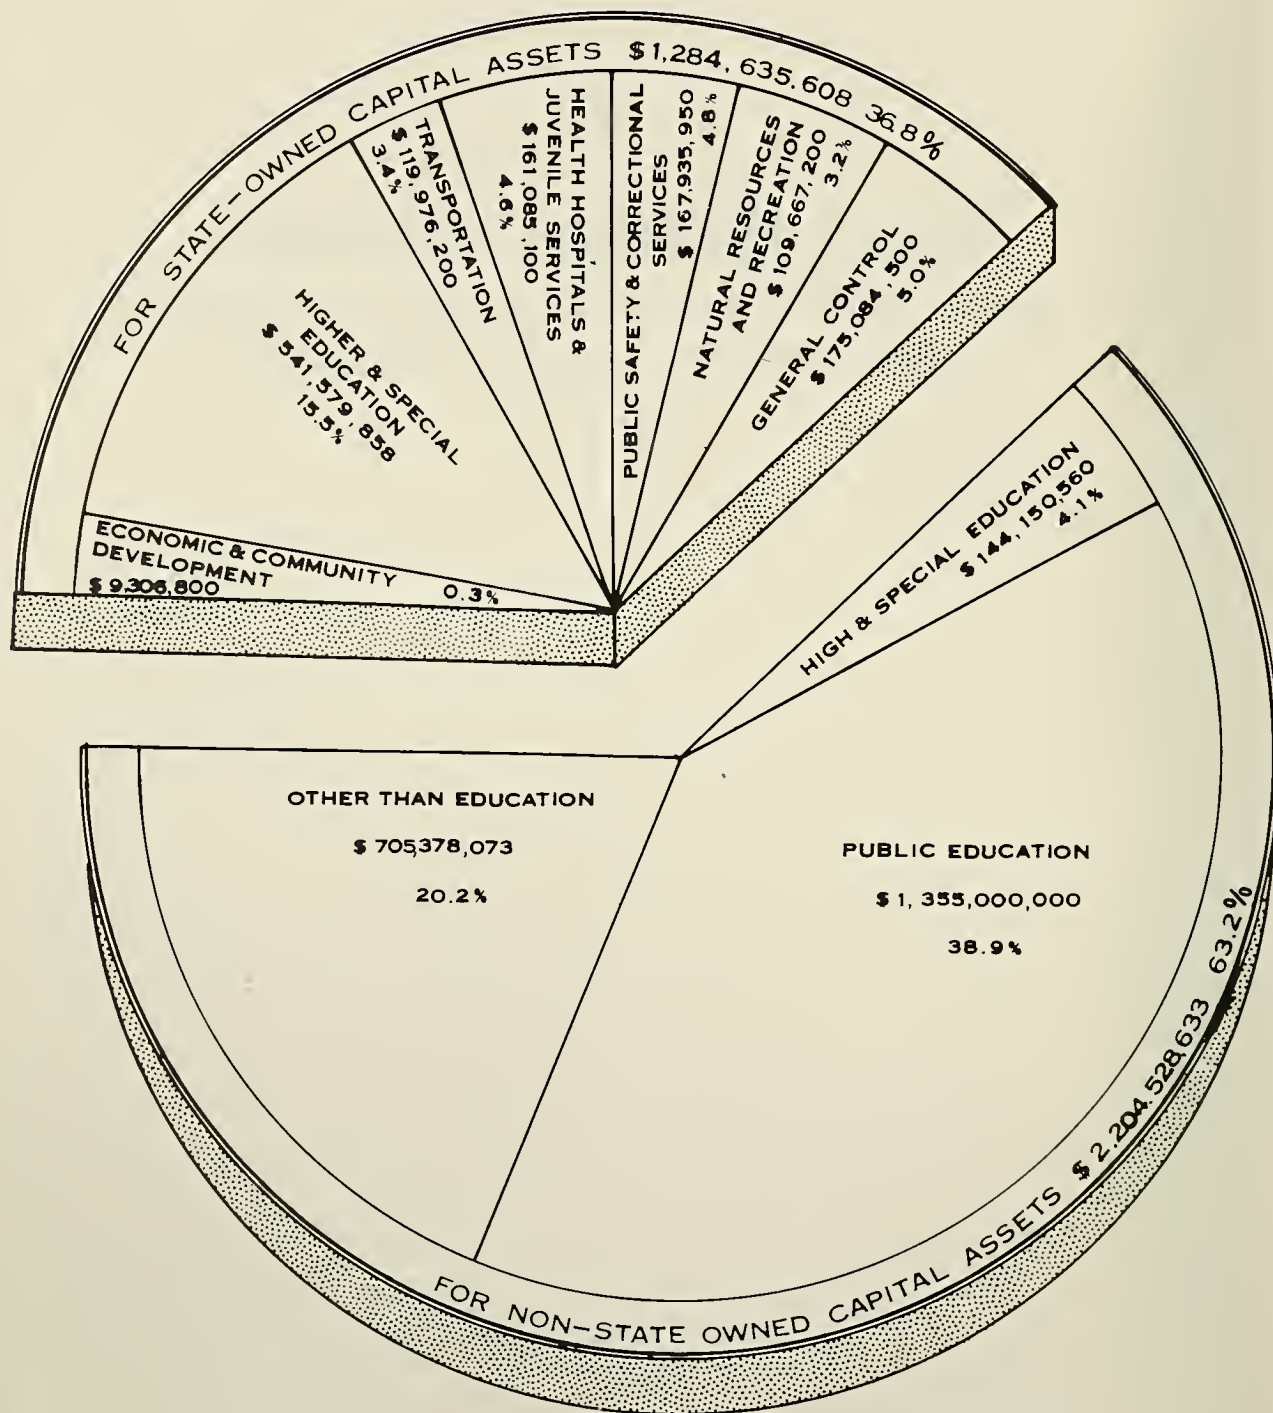 FOR STATE-OWNED CAPITAL ASSETS $1,284,635.608 36.8%
ECONOMIC & COMMUNITY
DEVELOPMENT
$ 9,306,800 0.3%
HIGHER & SPECIAL
EDUCATION
$ 541,579,858
15.5%
TRANSPORTATION
$ 119,976,200
3.4%
HEALTH HOSPITALS &
JUVENILE SERVICES
$ 161,085,100
4.6%
PUBLIC SAFETY & CORRECTIONAL
SERVICES
$ 167,935,950
4.8%
NATURAL RESOURCES
AND RECREATION
$ 109,667,200
3.2%
GENERAL CONTROL
$ 175,084,500
5.0%
HIGH & SPECIAL EDUCATION
$ 144,150,560
4.1%
OTHER THAN EDUCATION
$ 705,378,073
20.2%
PUBLIC EDUCATION
$ 1,355,000,000
38.9%
FOR NON-STATE OWNED CAPITAL ASSETS $ 2.204.528,633 63.2%